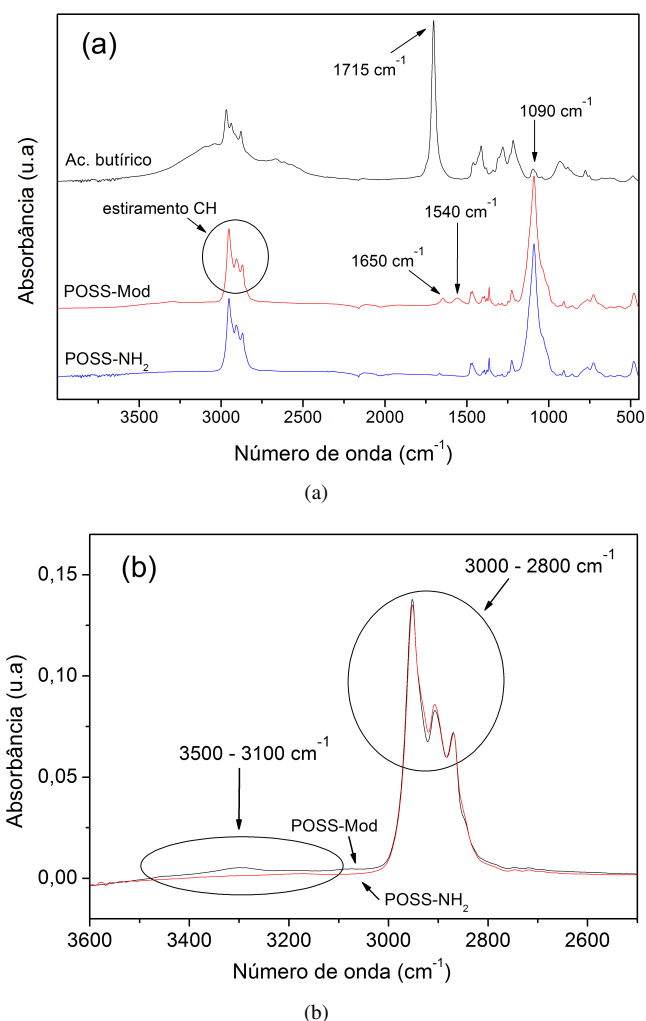 (a)
1715 cm⁻¹
1090 cm⁻¹
Ac. butírico
estiramento CH
1540 cm⁻¹
1650 cm⁻¹
POSS-Mod
POSS-NH₂
Absorbância (u.a)
3500 3000 2500 2000 1500 1000 500
Número de onda (cm⁻¹)
(a)
(b)
3000 - 2800 cm⁻¹
0,15
0,10
3500 - 3100 cm⁻¹
0,05
POSS-Mod
0,00
POSS-NH₂
Absorbância (u.a)
3600 3400 3200 3000 2800 2600
Número de onda (cm⁻¹)
(b)